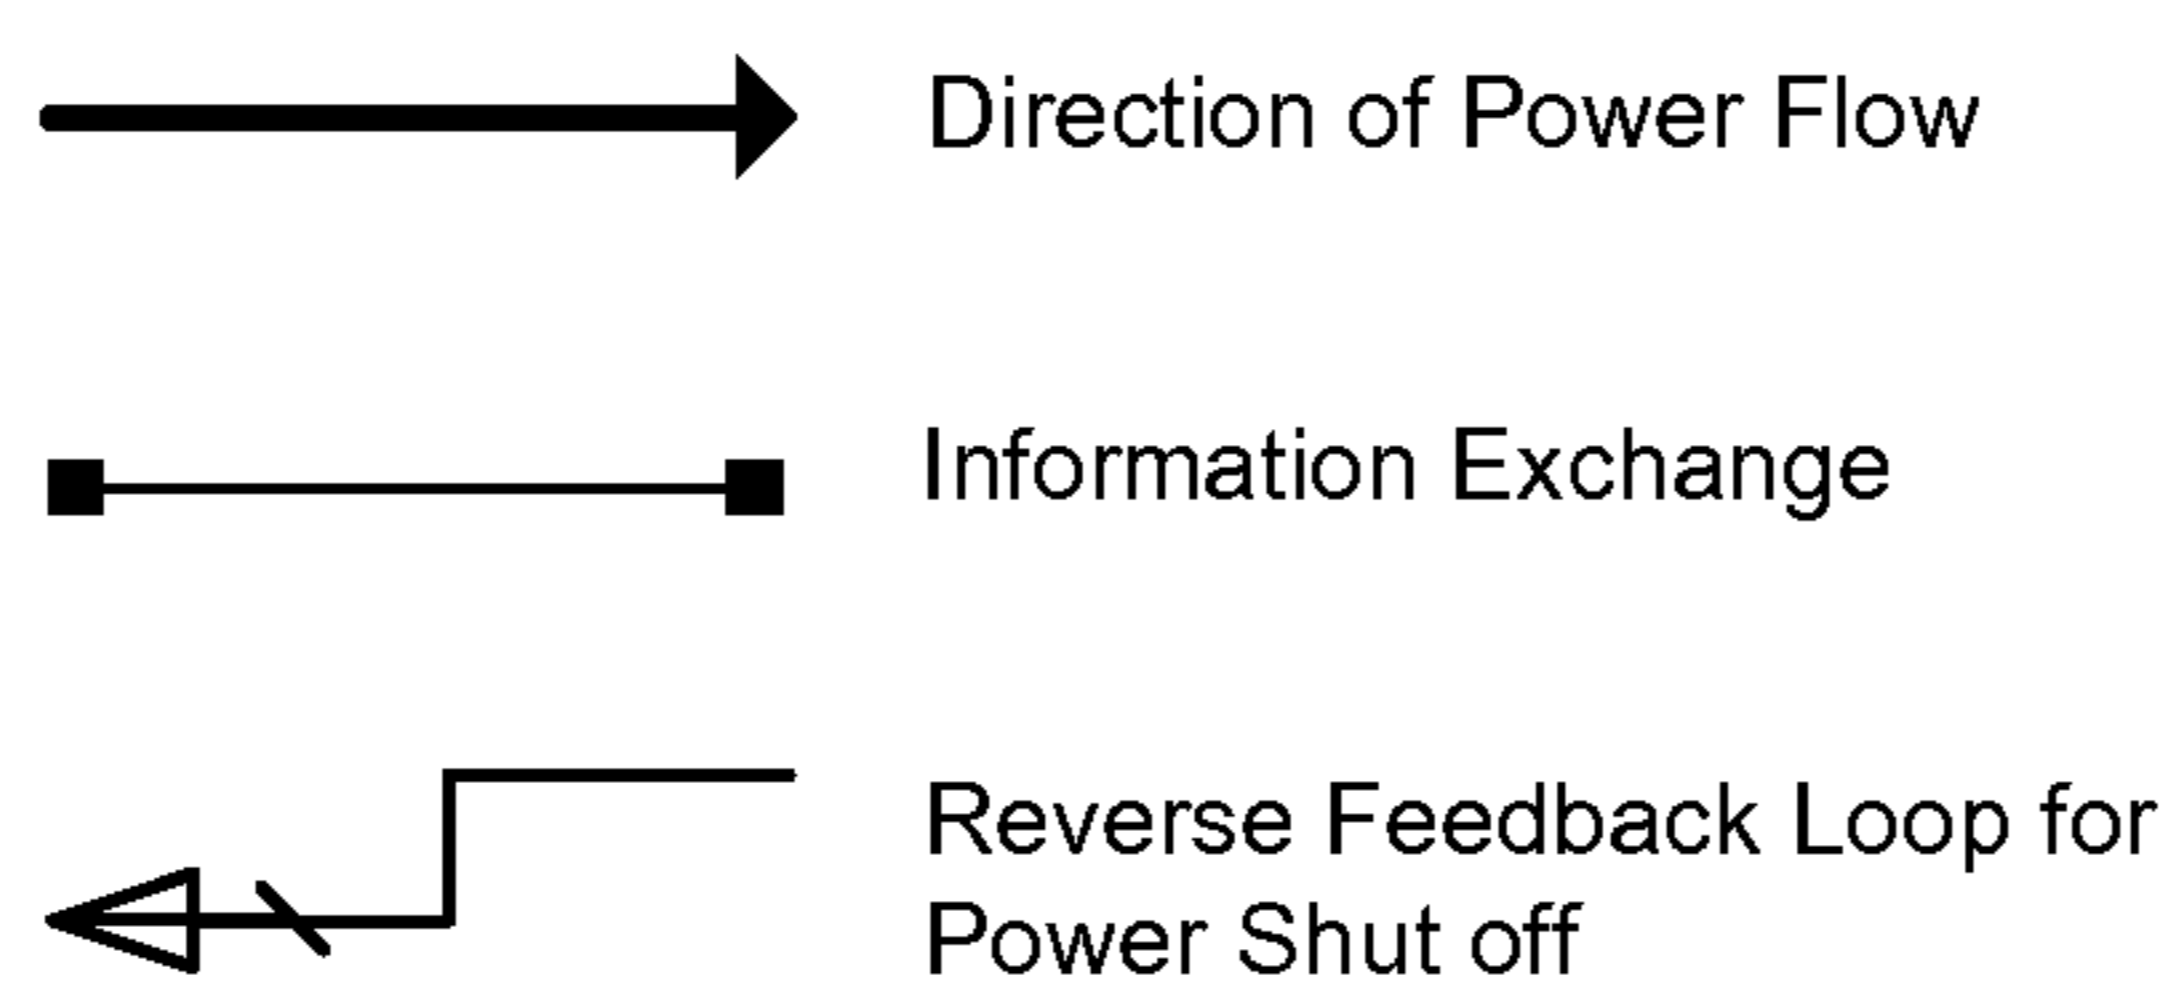 Direction of Power Flow
Information Exchange
Reverse Feedback Loop for
Power Shut off